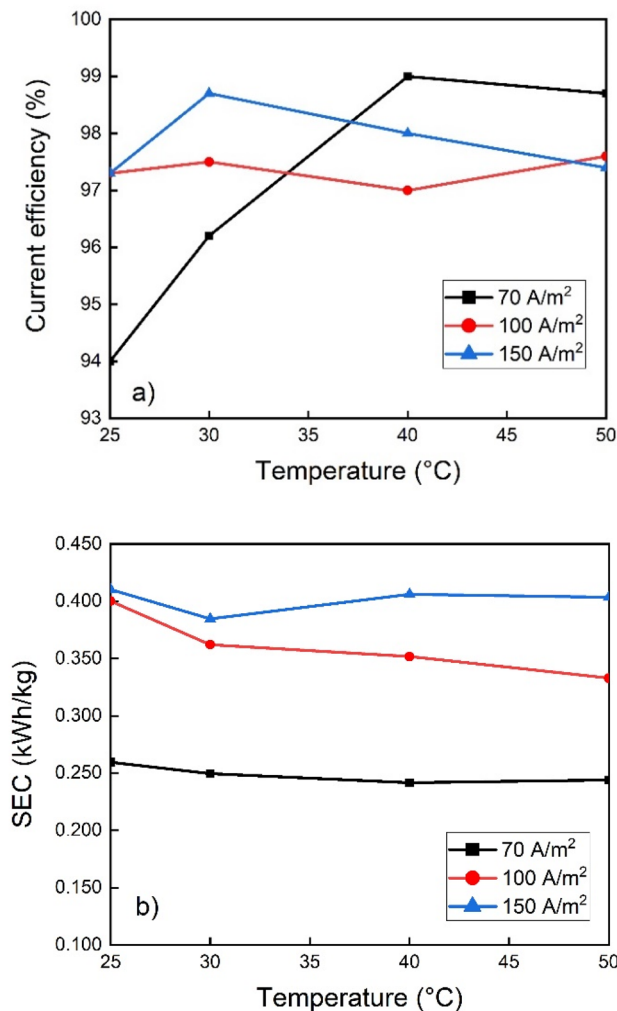 100
99
98
97
96
95
94
93
Current efficiency (%)
70 A/m²
100 A/m²
150 A/m²
a)
25 30 35 40 45 50
Temperature (°C)
0.450
0.400
0.350
0.300
0.250
0.200
0.150
0.100
SEC (kWh/kg)
70 A/m²
100 A/m²
150 A/m²
b)
25 30 35 40 45 50
Temperature (°C)